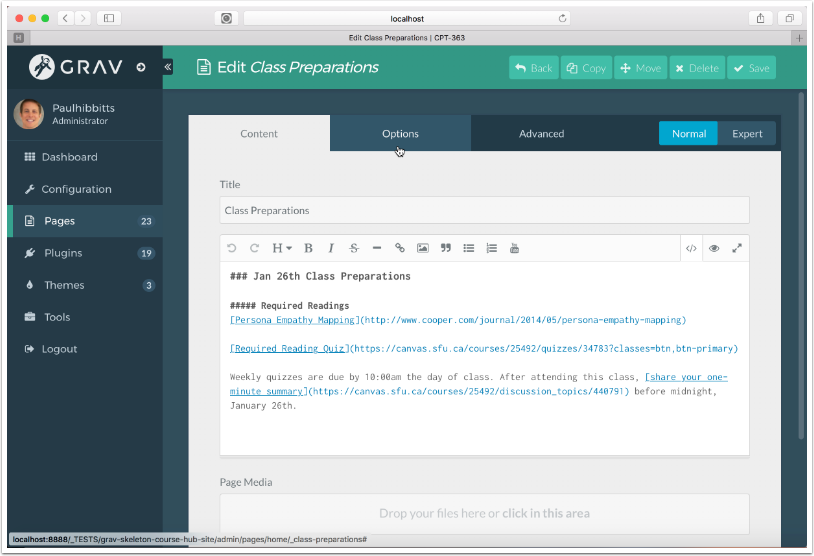 localhost
Edit Class Preparations | CPT-363
H
GRAV
Edit Class Preparations
Back
Copy
Move
Delete
Save
Paulhibbitts
Administrator
Dashboard
Configuration
Pages 23
Plugins 19
Themes 3
Tools
Logout
Content
Options
Advanced
Normal
Expert
Title
Class Preparations
H B I S
### Jan 26th Class Preparations
##### Required Readings
[Persona Empathy Mapping](http://www.cooper.com/journal/2014/05/persona-empathy-mapping)
[Required Reading Quiz](https://canvas.sfu.ca/courses/25492/quizzes/34783?classes=btn,btn-primary)
Weekly quizzes are due by 10:00am the day of class. After attending this class, [share your one-
minute summary](https://canvas.sfu.ca/courses/25492/discussion_topics/440791) before midnight,
January 26th.
Page Media
Drop your files here or click in this area
localhost:8888/_TESTS/grav-skeleton-course-hub-site/admin/pages/home/_class-preparations#